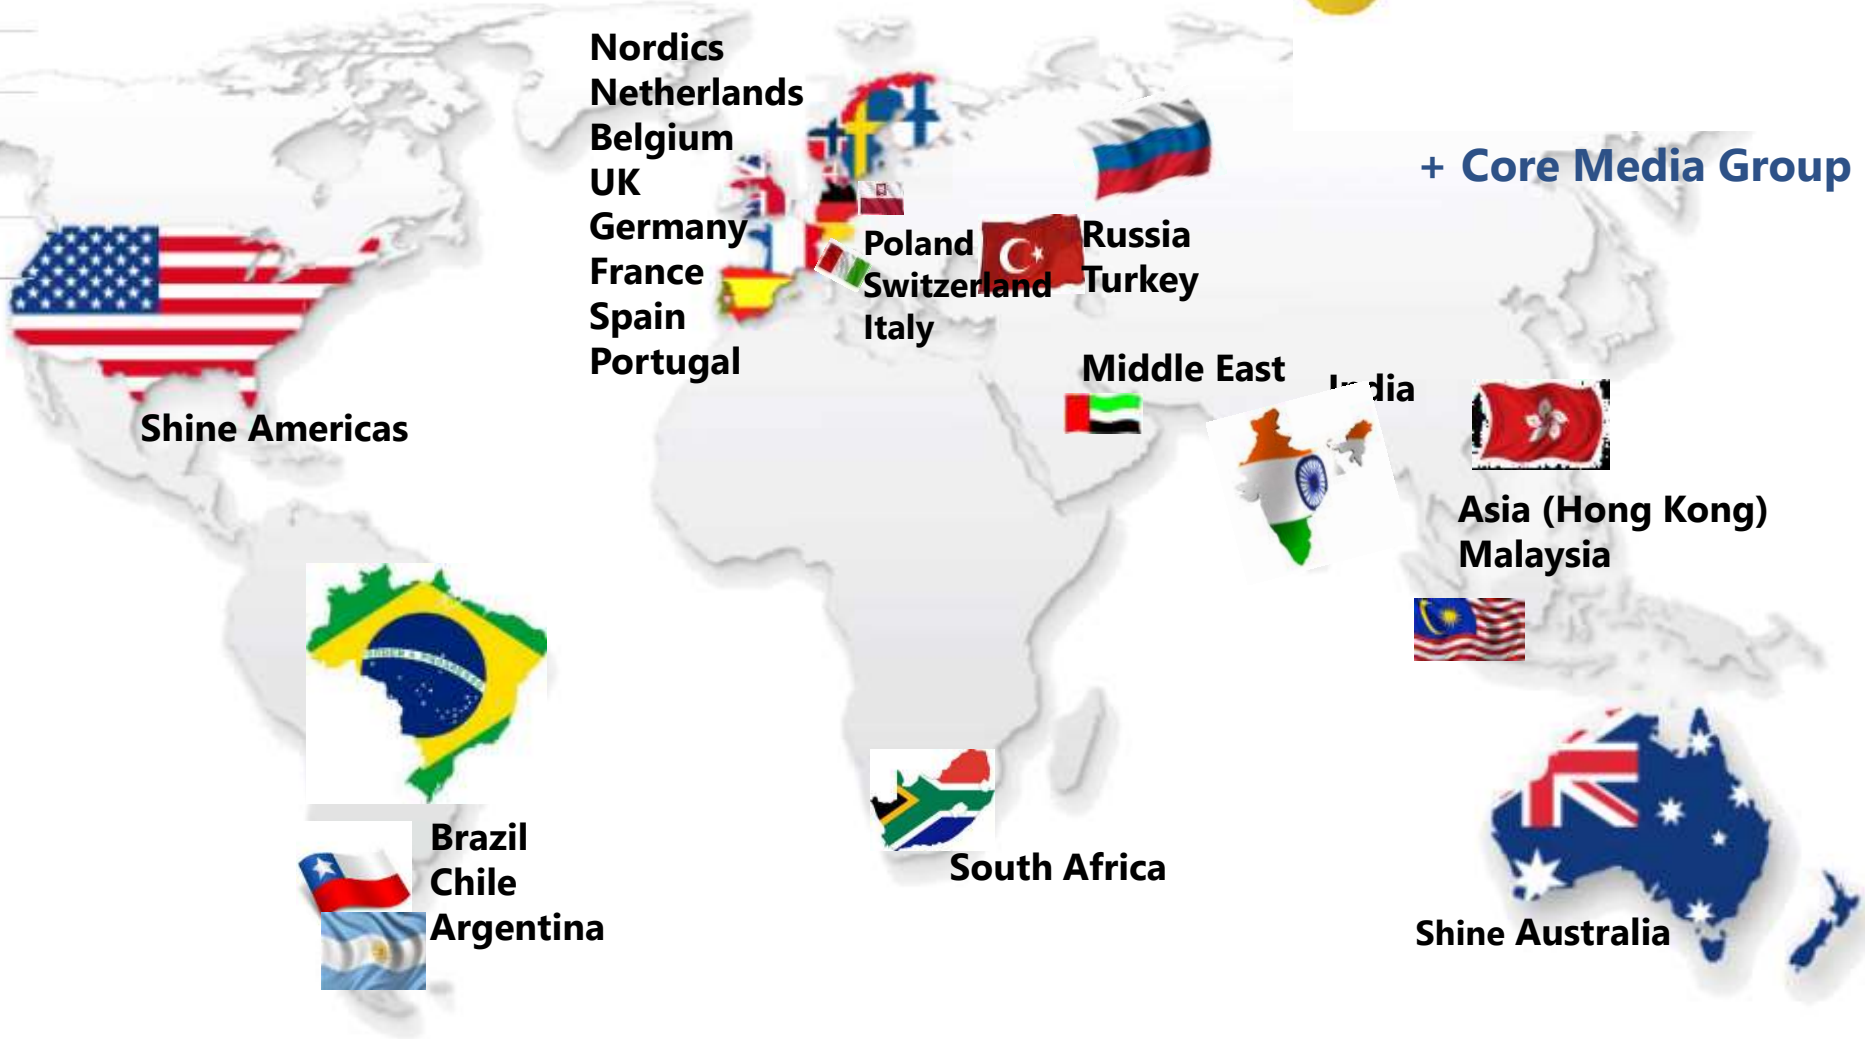 Nordics
Netherlands
Belgium
UK
Germany
France
Spain
Portugal
+ Core Media Group
Poland
Switzerland
Italy
Russia
Turkey
Middle East
India
Shine Americas
Asia (Hong Kong)
Malaysia
Brazil
Chile
Argentina
South Africa
Shine Australia